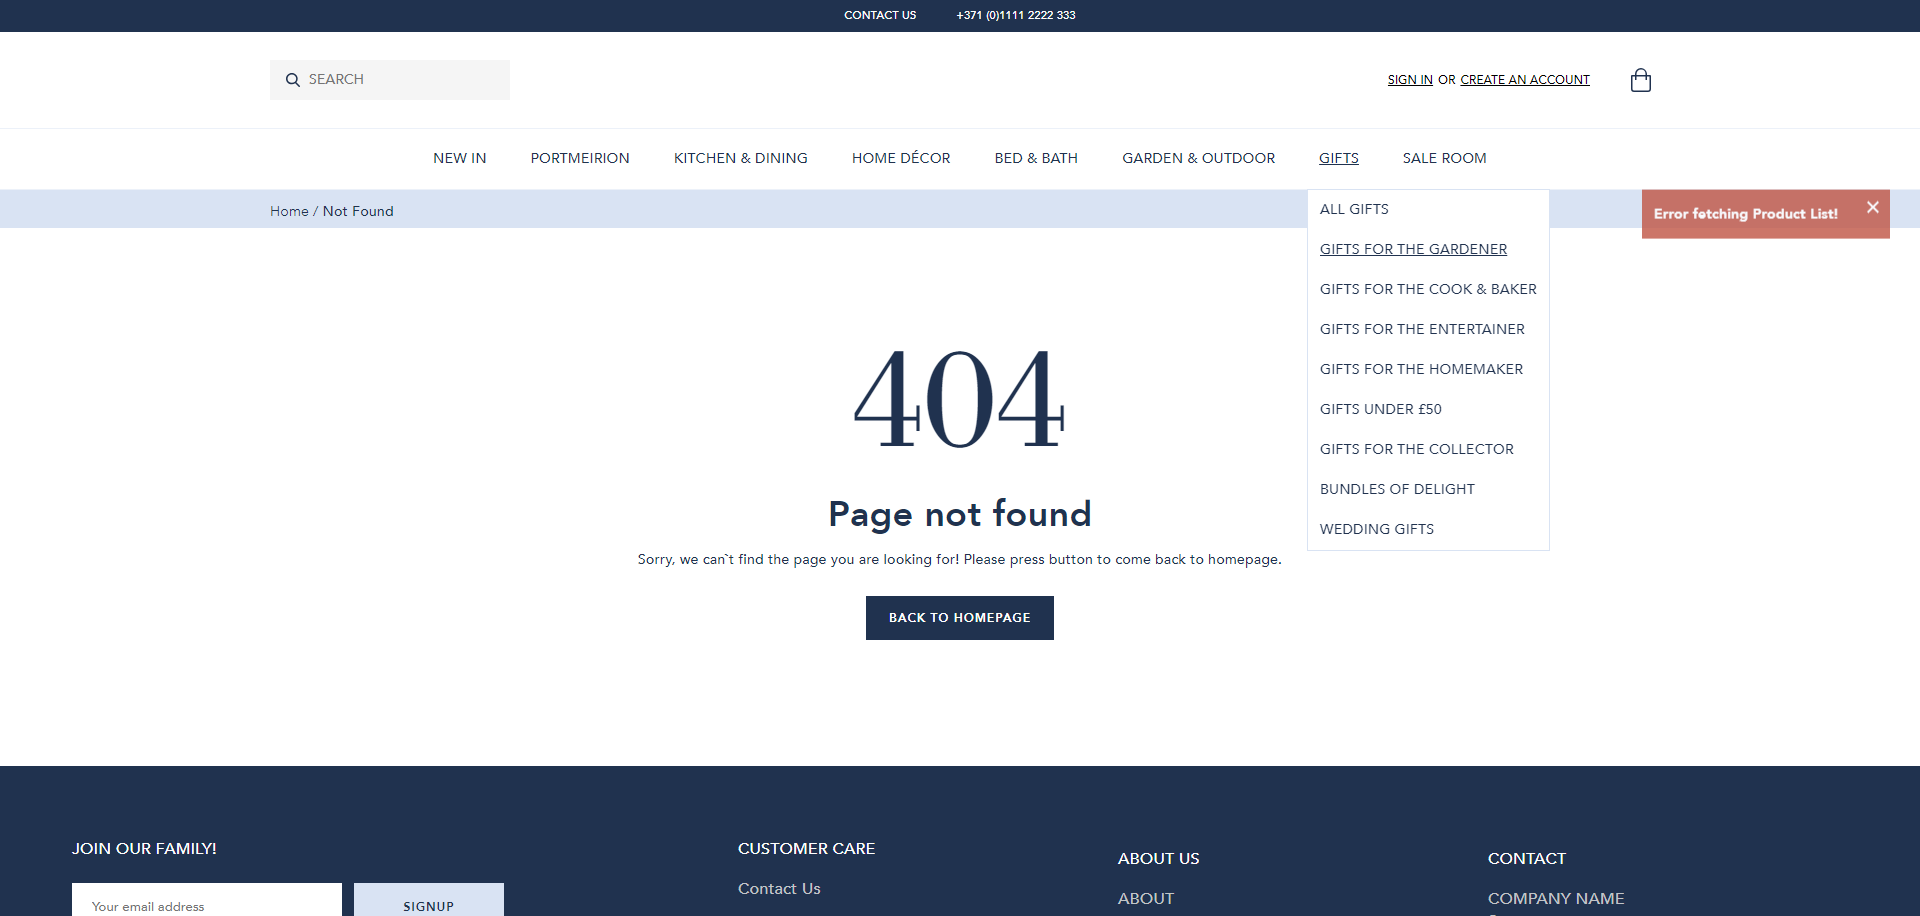 CONTACT US +371 (0)1111 2222 333
SEARCH
SIGN IN OR CREATE AN ACCOUNT
NEW IN PORTMEIRION KITCHEN & DINING HOME DÉCOR BED & BATH GARDEN & OUTDOOR GIFTS SALE ROOM
Home / Not Found
Error fetching Product List!
ALL GIFTS
GIFTS FOR THE GARDENER
GIFTS FOR THE COOK & BAKER
GIFTS FOR THE ENTERTAINER
GIFTS FOR THE HOMEMAKER
GIFTS UNDER £50
GIFTS FOR THE COLLECTOR
BUNDLES OF DELIGHT
WEDDING GIFTS
404
Page not found
Sorry, we can`t find the page you are looking for! Please press button to come back to homepage.
BACK TO HOMEPAGE
JOIN OUR FAMILY!
Your email address
SIGNUP
CUSTOMER CARE
Contact Us
ABOUT US
ABOUT
CONTACT
COMPANY NAME